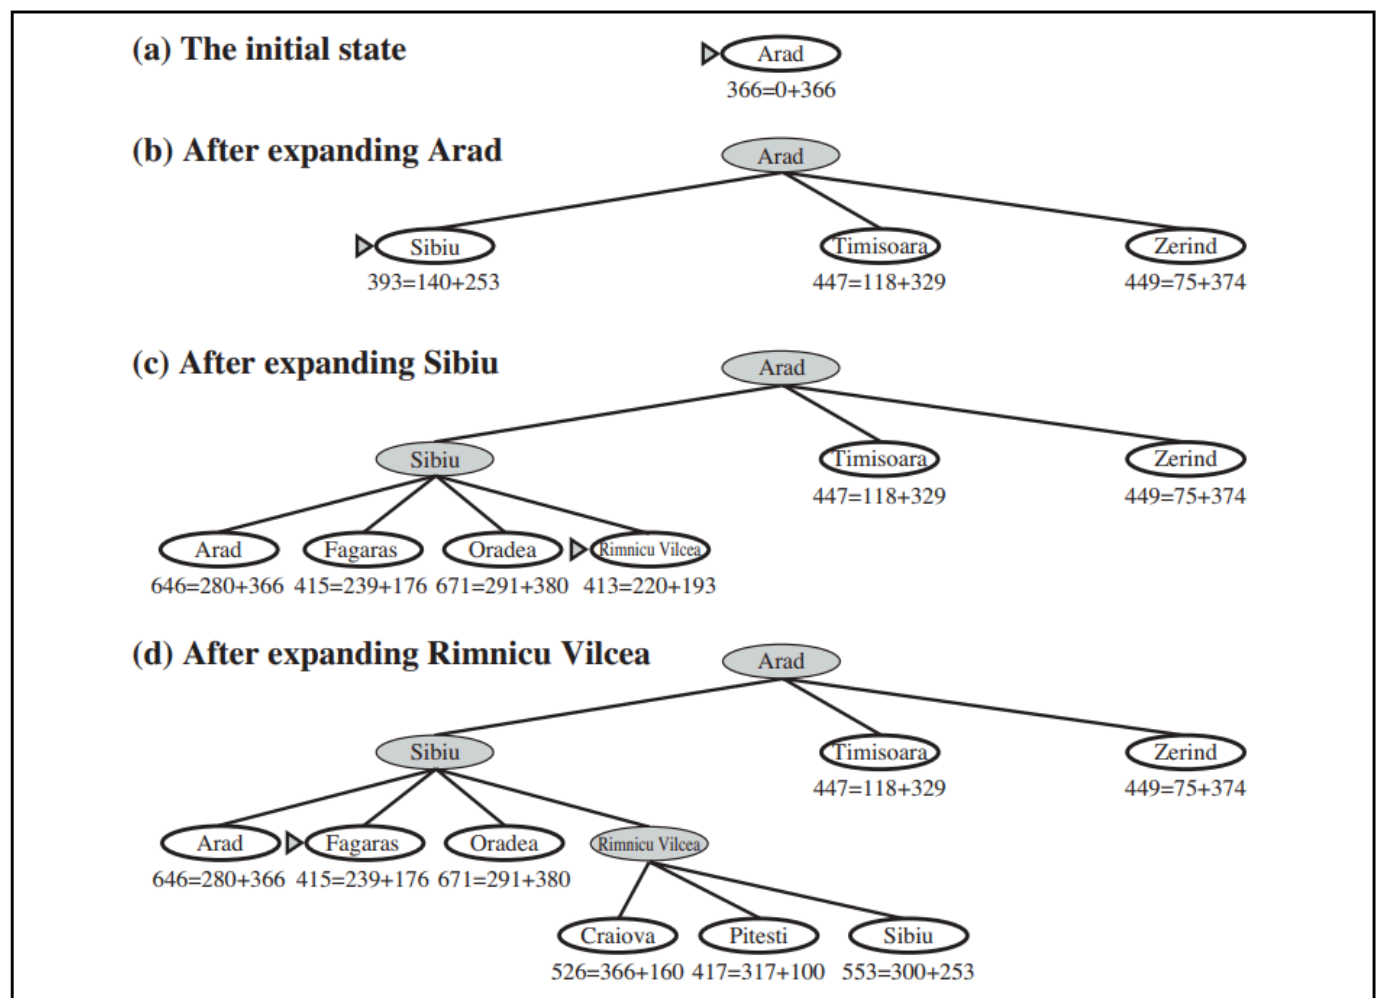 (a) The initial state
Arad
366=0+366
(b) After expanding Arad
Arad
Sibiu Timisoara Zerind
393=140+253 447=118+329 449=75+374
(c) After expanding Sibiu
Arad
Sibiu Timisoara Zerind
447=118+329 449=75+374
Arad Fagaras Oradea Rimnicu Vilcea
646=280+366 415=239+176 671=291+380 413=220+193
(d) After expanding Rimnicu Vilcea
Arad
Sibiu Timisoara Zerind
447=118+329 449=75+374
Arad Fagaras Oradea Rimnicu Vilcea
646=280+366 415=239+176 671=291+380
Craiova Pitesti Sibiu
526=366+160 417=317+100 553=300+253